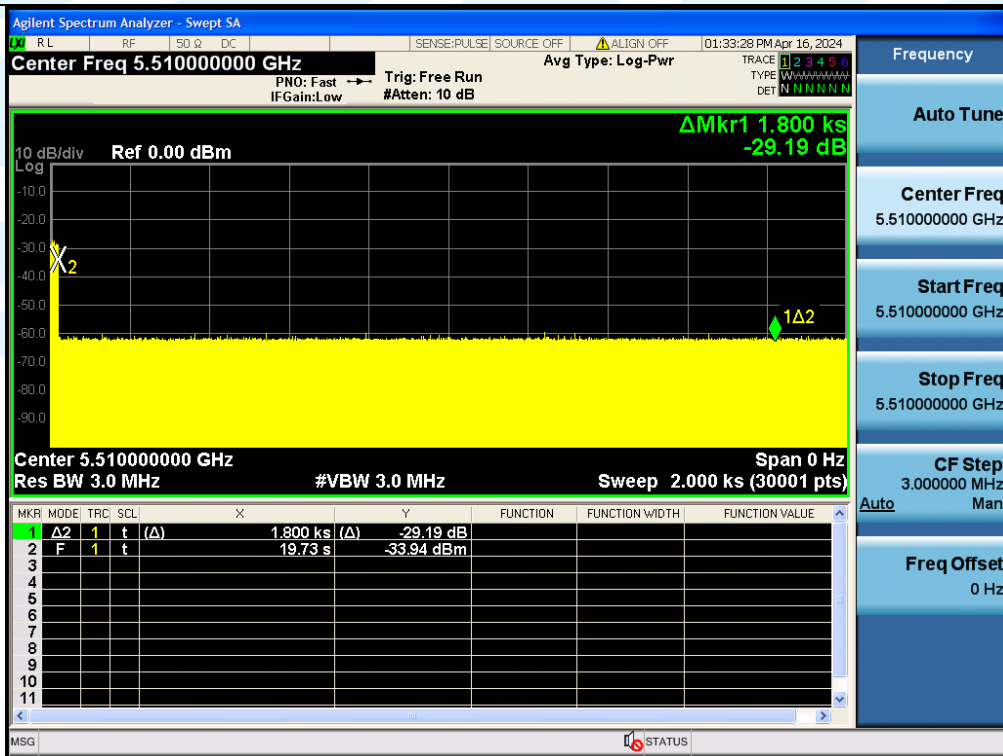 Agilent Spectrum Analyzer - Swept SA
LXI RL RF 50 Ω DC SENSE:PULSE SOURCE OFF ALIGN OFF 01:33:28 PM Apr 16, 2024
Center Freq 5.510000000 GHz Avg Type: Log-Pwr TRACE 1 2 3 4 5 6
PNO: Fast Trig: Free Run TYPE WWWWWW
IFGain:Low #Atten: 10 dB DET N N N N N N
ΔMkr1 1.800 ks
10 dB/div Ref 0.00 dBm -29.19 dB
Log
-10.0
-20.0
-30.0
X2
-40.0
-50.0
1Δ2
-60.0
-70.0
-80.0
-90.0
Center 5.510000000 GHz Span 0 Hz
Res BW 3.0 MHz #VBW 3.0 MHz Sweep 2.000 ks (30001 pts)
MKR MODE TRC SCL X Y FUNCTION FUNCTION WIDTH FUNCTION VALUE
1 Δ2 1 t (Δ) 1.800 ks (Δ) -29.19 dB
2 F 1 t 19.73 s -33.94 dBm
3
4
5
6
7
8
9
10
11
MSG STATUS
Frequency
Auto Tune
Center Freq
5.510000000 GHz
Start Freq
5.510000000 GHz
Stop Freq
5.510000000 GHz
CF Step
3.000000 MHz
Auto Man
Freq Offset
0 Hz